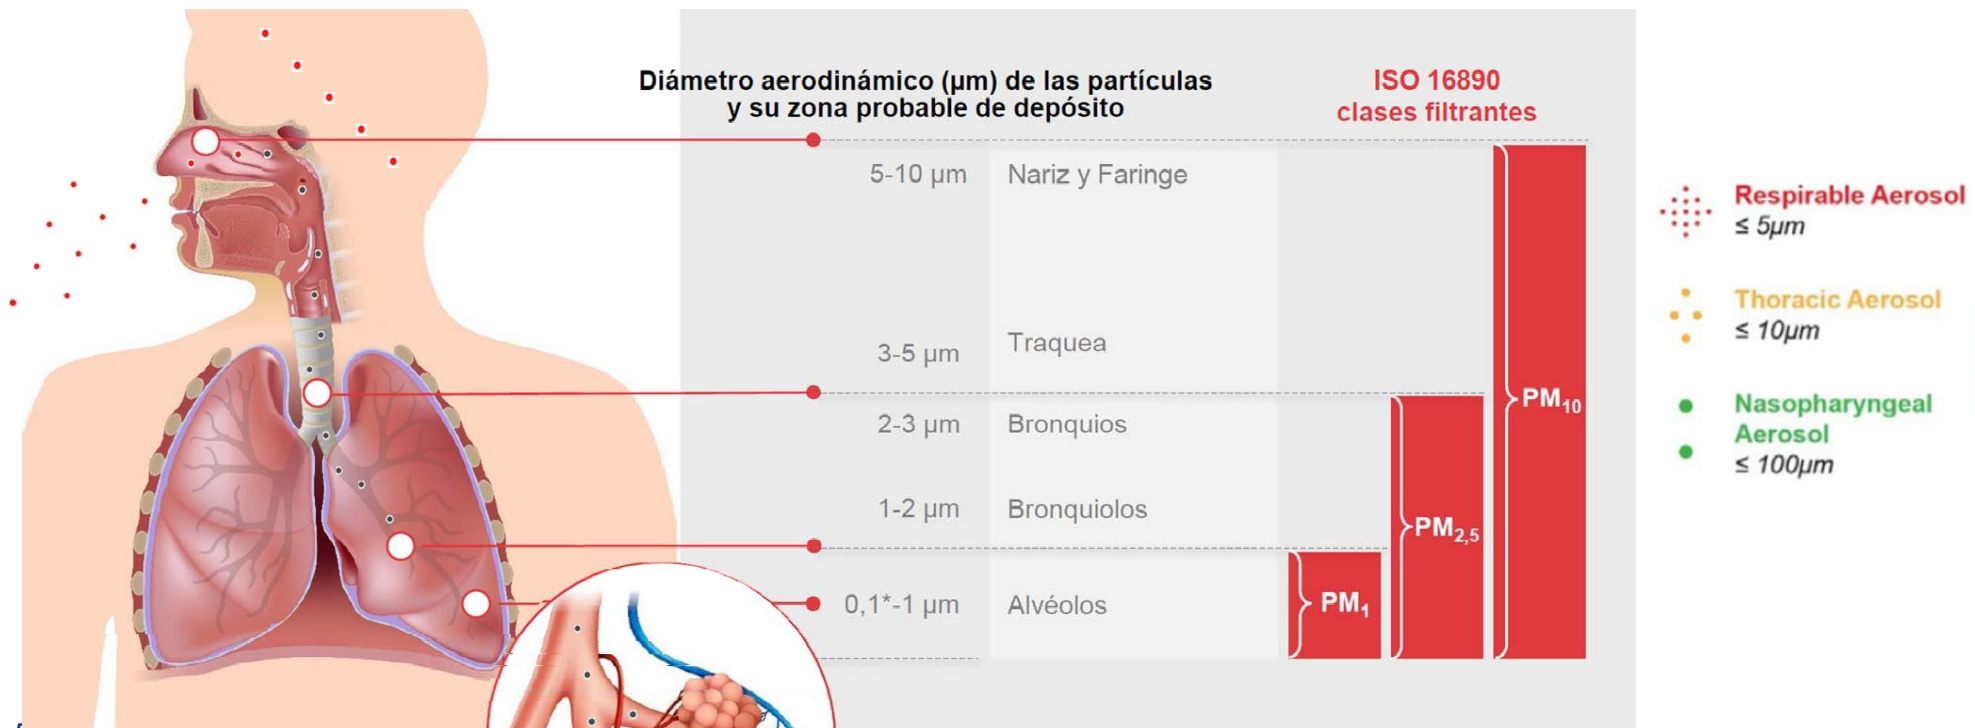 Diámetro aerodinámico (µm) de las partículas
y su zona probable de depósito
ISO 16890
clases filtrantes
5-10 µm Nariz y Faringe
3-5 µm Traquea
2-3 µm Bronquios
1-2 µm Bronquiolos
0,1*-1 µm Alvéolos
PM1
PM2,5
PM10
Respirable Aerosol
≤ 5µm
Thoracic Aerosol
≤ 10µm
Nasopharyngeal
Aerosol
≤ 100µm